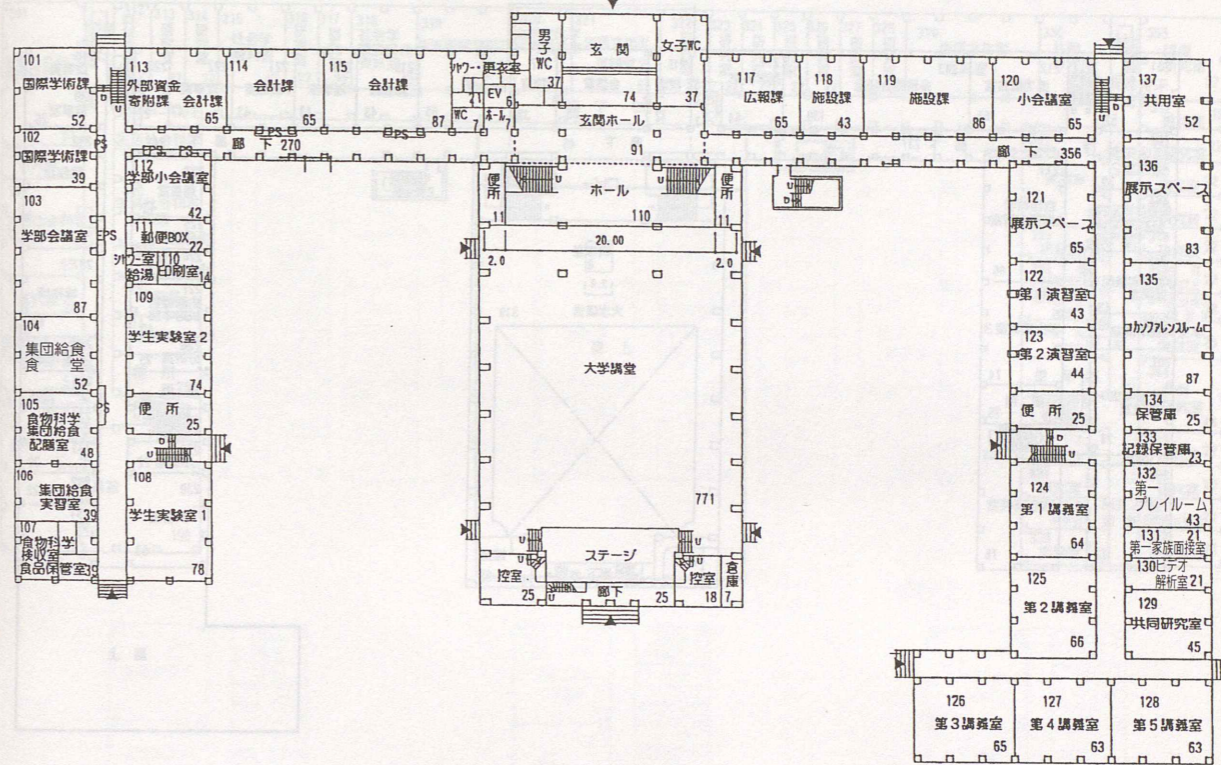 101
国際学術課
52
102
国際学術課
39
103
学部会議室
87
104
集団給食
食堂
52
105
食物科学
集団給食
配膳室
48
106
集団給食
実習室
39
107
食物科学
検収室
食品保管室
39
113
外部資金
寄附課 会計課
65
114
会計課
65
115
会計課
87
シャワー
更衣室
21
EV
6
WC
7
ホール
7
PS
PS
廊下 270
PS
PS
PS
112
学部小会議室
42
111
郵便BOX
22
EPS
シャワー室
110
給湯
印刷室
14
109
学生実験室2
74
便所
25
PS
108
学生実験室1
78
男子WC
37
玄関
74
女子WC
37
玄関ホール
91
便所
11
ホール
110
便所
11
20.00
2.0
2.0
大学講堂
771
ステージ
控室
25
廊下
25
控室
18
倉庫
7
117
広報課
65
118
施設課
43
119
施設課
86
120
小会議室
65
廊下 356
137
共用室
52
136
展示スペース
83
121
展示スペース
65
122
第1演習室
43
123
第2演習室
44
135
カンファレンスルーム
87
便所
25
134
保管庫
25
133
記録保管庫
23
124
第1講義室
64
132
第一
プレイルーム
43
131
21
第一家族面接室
130
ビデオ
解析室
21
125
第2講義室
66
129
共同研究室
45
126
第3講義室
65
127
第4講義室
63
128
第5講義室
63